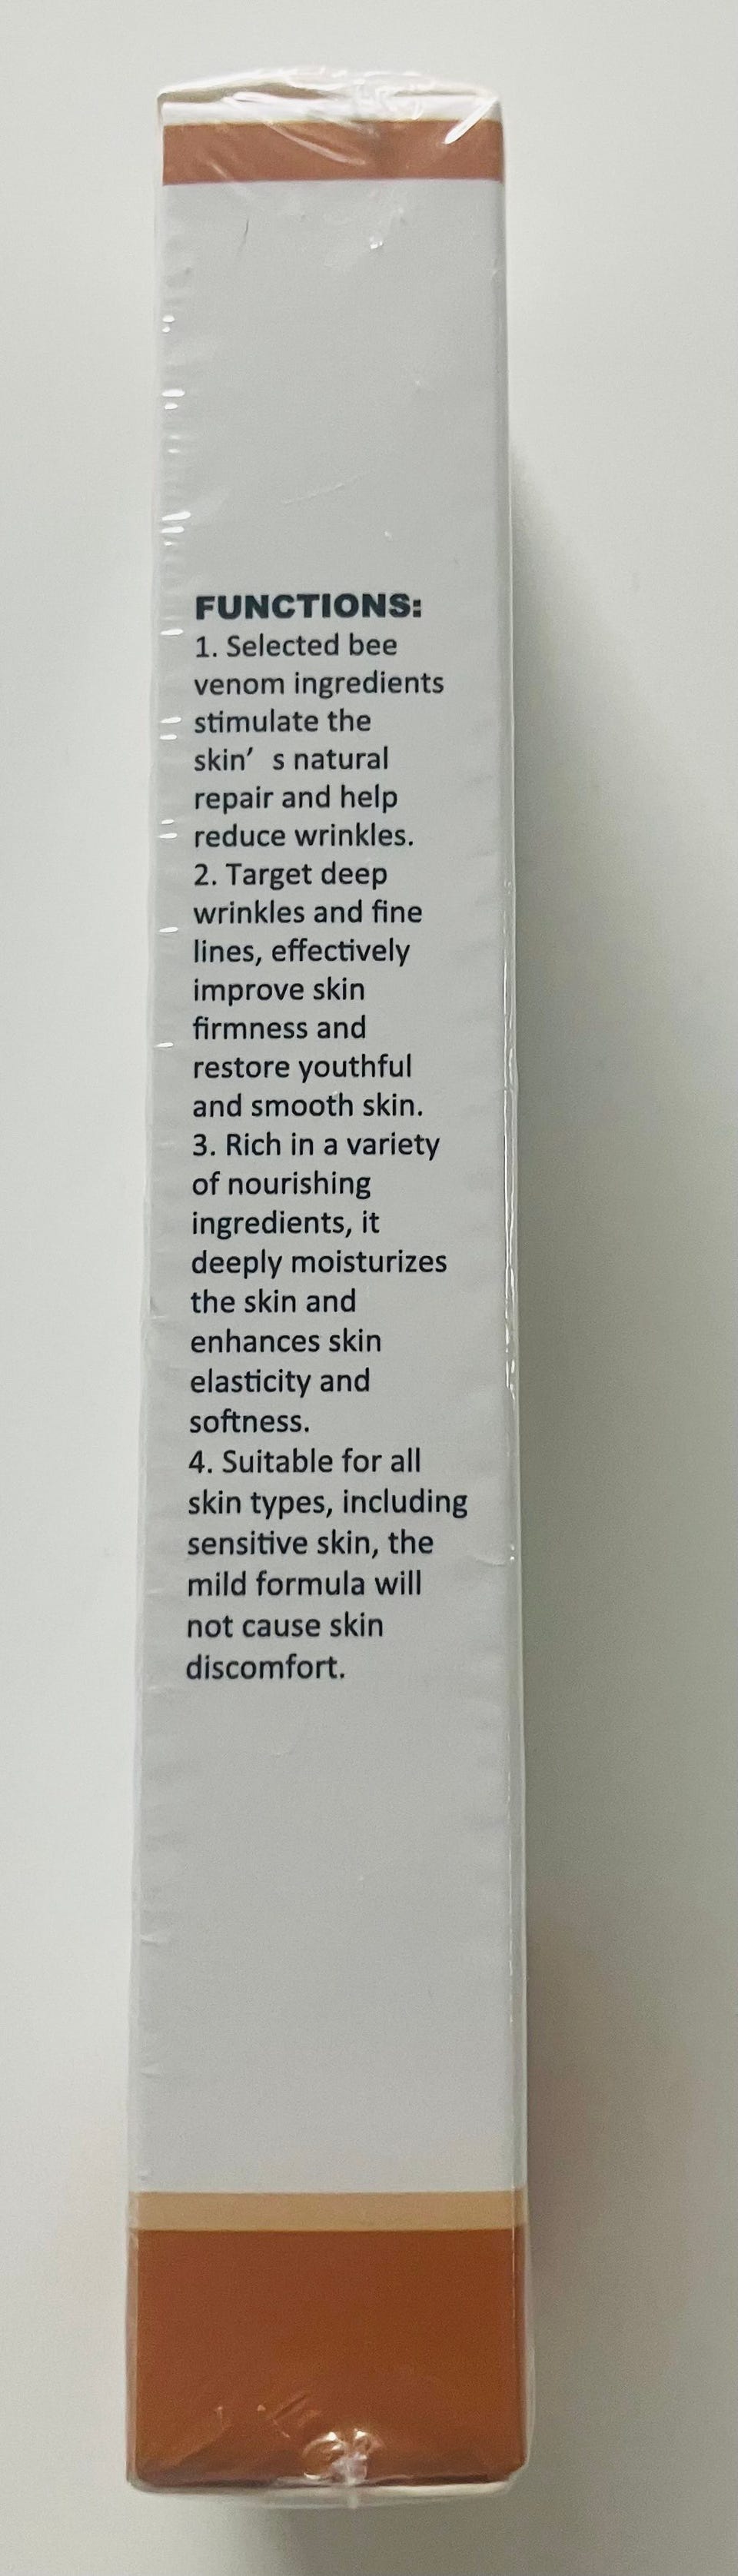 FUNCTIONS:
1. Selected bee
venom ingredients
stimulate the
skin’ s natural
repair and help
reduce wrinkles.
2. Target deep
wrinkles and fine
lines, effectively
improve skin
firmness and
restore youthful
and smooth skin.
3. Rich in a variety
of nourishing
ingredients, it
deeply moisturizes
the skin and
enhances skin
elasticity and
softness.
4. Suitable for all
skin types, including
sensitive skin, the
mild formula will
not cause skin
discomfort.